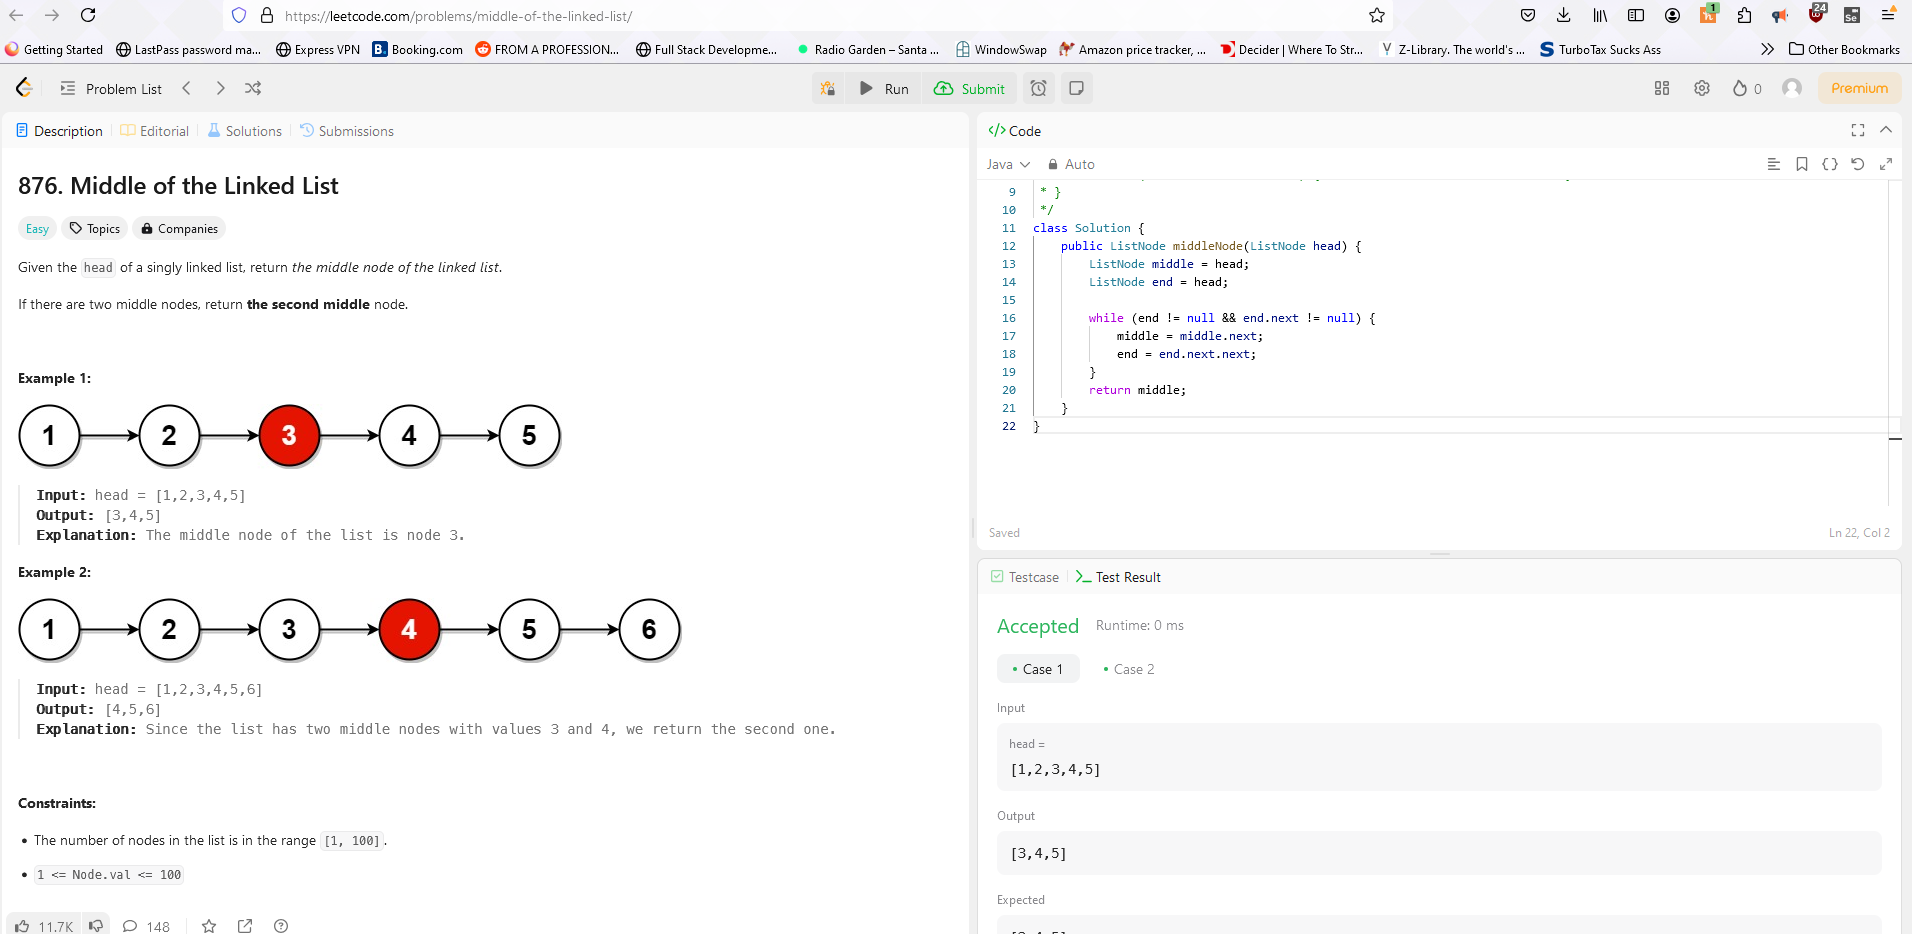 https://leetcode.com/problems/middle-of-the-linked-list/
1
24
Se
Getting Started
LastPass password ma...
Express VPN
B. Booking.com
FROM A PROFESSION...
Full Stack Developme...
Radio Garden – Santa ...
WindowSwap
Amazon price tracker, ...
Decider | Where To Str...
Z-Library. The world's ...
TurboTax Sucks Ass
Other Bookmarks
Problem List
Run
Submit
0
Premium
Description
Editorial
Solutions
Submissions
876. Middle of the Linked List
Easy
Topics
Companies
Given the head of a singly linked list, return the middle node of the linked list.
If there are two middle nodes, return the second middle node.
Example 1:
1 2 3 4 5
Input: head = [1,2,3,4,5]
Output: [3,4,5]
Explanation: The middle node of the list is node 3.
Example 2:
1 2 3 4 5 6
Input: head = [1,2,3,4,5,6]
Output: [4,5,6]
Explanation: Since the list has two middle nodes with values 3 and 4, we return the second one.
Constraints:
• The number of nodes in the list is in the range [1, 100].
• 1 <= Node.val <= 100
11.7K
148
</> Code
Java
Auto
9 * }
10 */
11 class Solution {
12 public ListNode middleNode(ListNode head) {
13 ListNode middle = head;
14 ListNode end = head;
15
16 while (end != null && end.next != null) {
17 middle = middle.next;
18 end = end.next.next;
19 }
20 return middle;
21 }
22 }
Saved
Ln 22, Col 2
Testcase
Test Result
Accepted
Runtime: 0 ms
• Case 1
• Case 2
Input
head =
[1,2,3,4,5]
Output
[3,4,5]
Expected